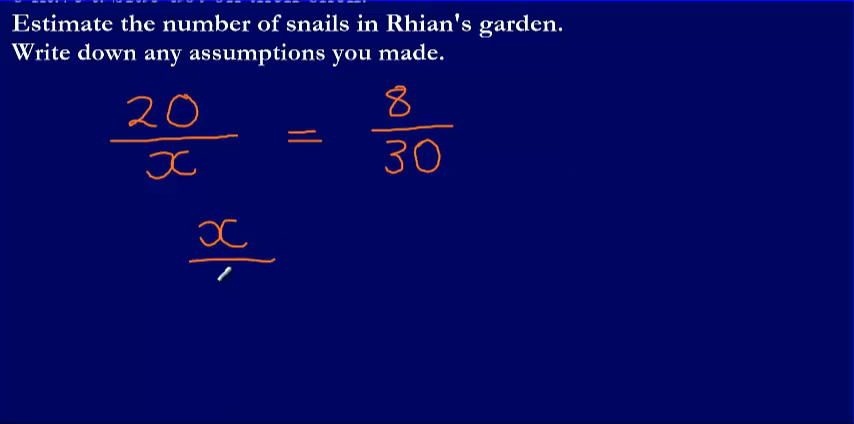 Estimate the number of snails in Rhian's garden.
Write down any assumptions you made.
20 = 8
x 30
x